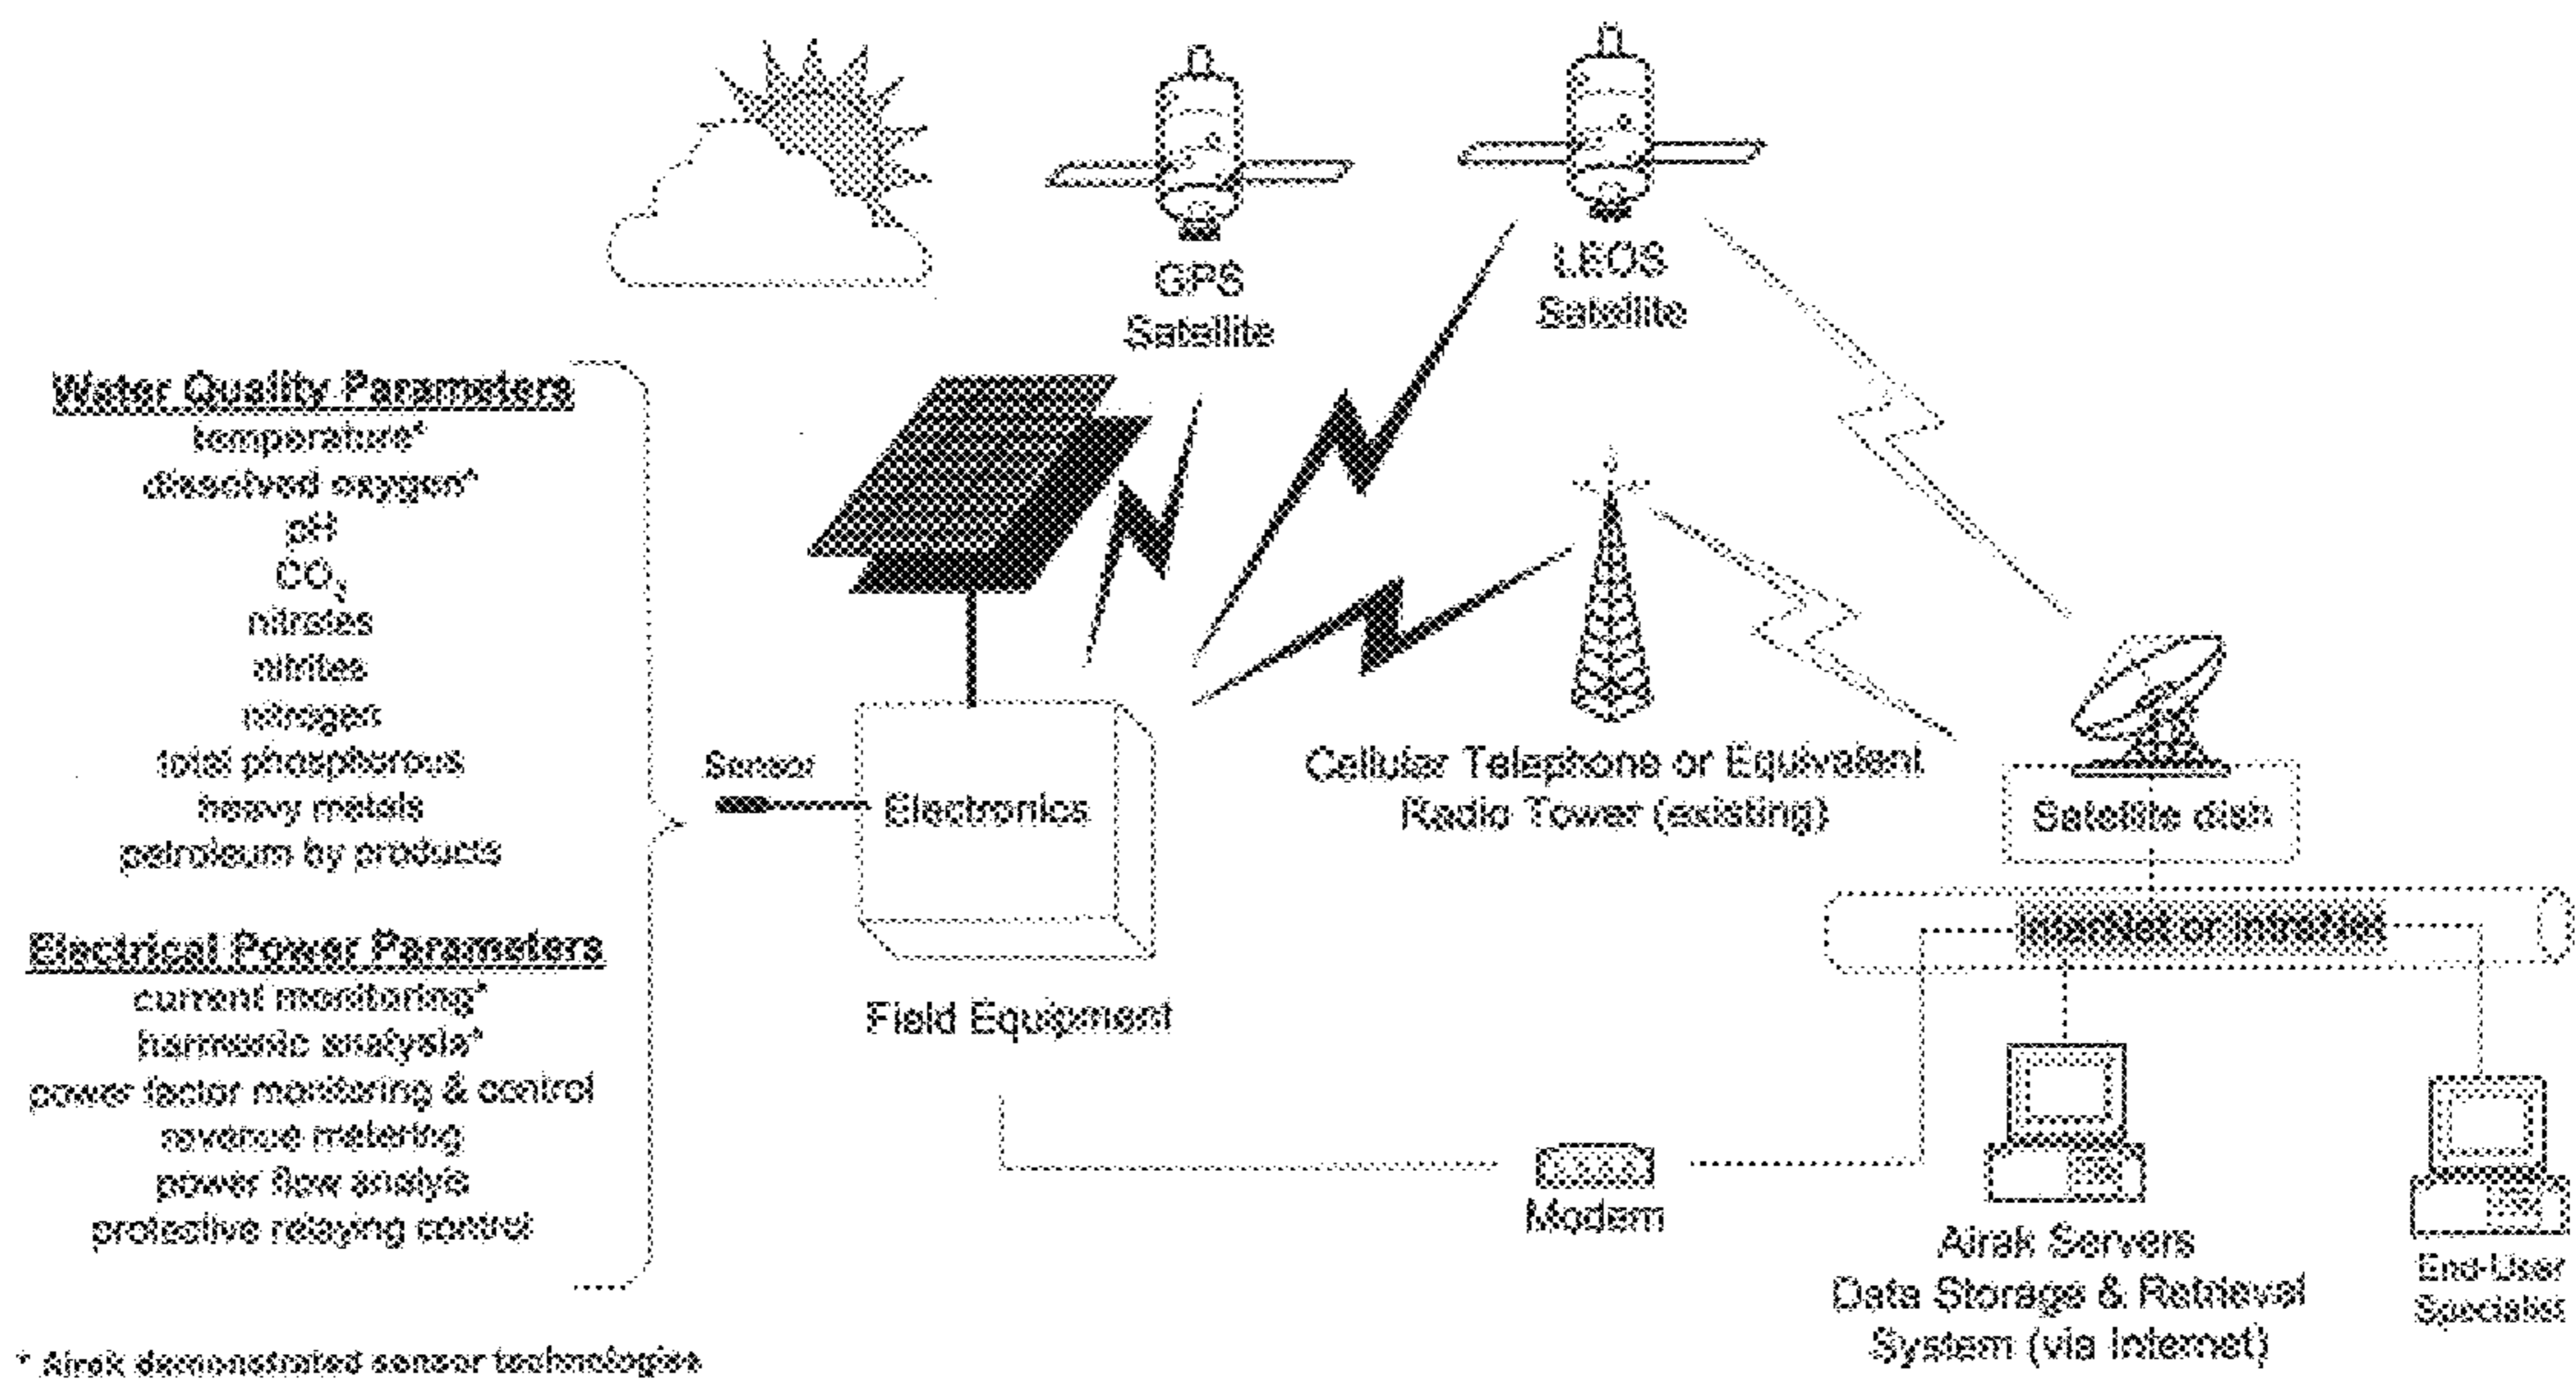 GPS
Satellite
LEOS
Satellite
Water Quality Parameters
temperature*
dissolved oxygen*
pH
CO2
nitrates
nitrites
nitrogen
total phospherous
heavy metals
petroleum by products
Electrical Power Parameters
current monitoring*
harmonic analysis*
power factor monitoring & control
revenue metering
power flow analyis
protective relaying control
* Airak demonstrated sensor technologies
Sensor
Electronics
Field Equipment
Cellular Telephone or Equivalent
Radio Tower (existing)
Satellite dish
InterNet or IntraNet
Modem
Airak Servers
Data Storage & Retrieval
System (via Internet)
End-User
Specialist